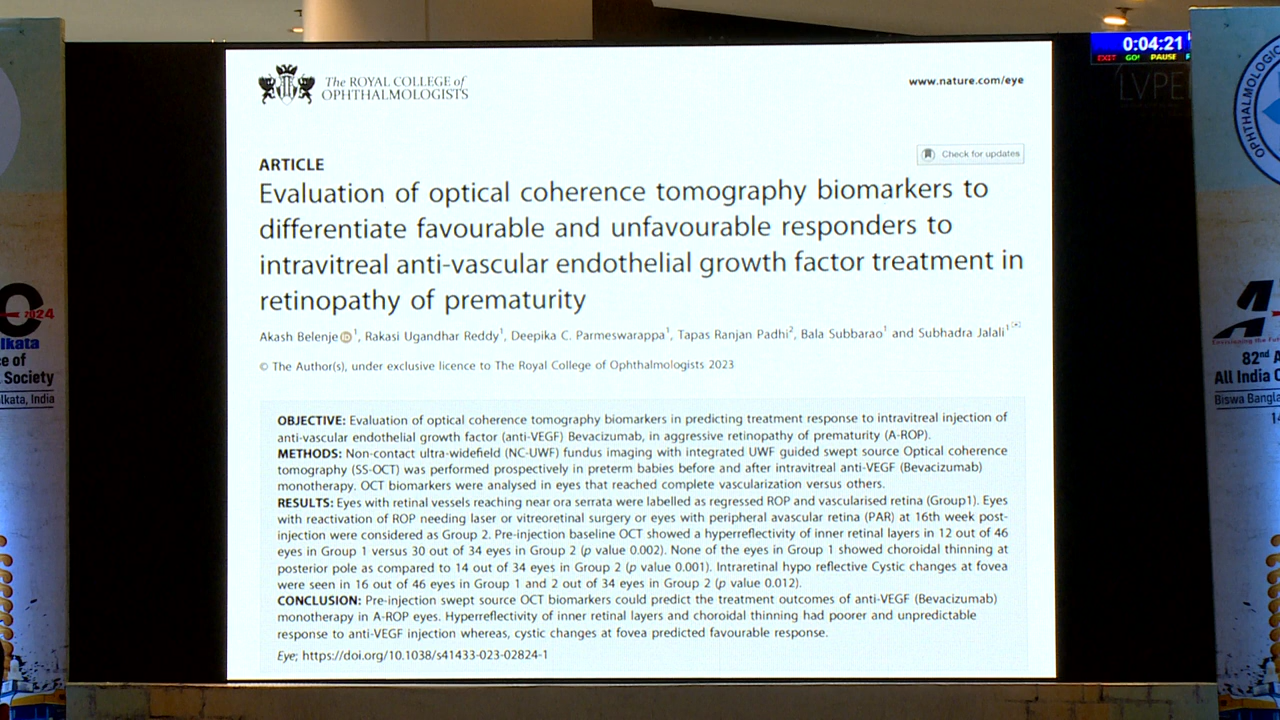 The ROYAL COLLEGE of
OPHTHALMOLOGISTS
www.nature.com/eye
Check for updates
ARTICLE
Evaluation of optical coherence tomography biomarkers to
differentiate favourable and unfavourable responders to
intravitreal anti-vascular endothelial growth factor treatment in
retinopathy of prematurity
Akash Belenje 1, Rakasi Ugandhar Reddy1, Deepika C. Parmeswarappa1, Tapas Ranjan Padhi2, Bala Subbarao1 and Subhadra Jalali1
© The Author(s), under exclusive licence to The Royal College of Ophthalmologists 2023
OBJECTIVE: Evaluation of optical coherence tomography biomarkers in predicting treatment response to intravitreal injection of
anti-vascular endothelial growth factor (anti-VEGF) Bevacizumab, in aggressive retinopathy of prematurity (A-ROP).
METHODS: Non-contact ultra-widefield (NC-UWF) fundus imaging with integrated UWF guided swept source Optical coherence
tomography (SS-OCT) was performed prospectively in preterm babies before and after intravitreal anti-VEGF (Bevacizumab)
monotherapy. OCT biomarkers were analysed in eyes that reached complete vascularization versus others.
RESULTS: Eyes with retinal vessels reaching near ora serrata were labelled as regressed ROP and vascularised retina (Group1). Eyes
with reactivation of ROP needing laser or vitreoretinal surgery or eyes with peripheral avascular retina (PAR) at 16th week post-
injection were considered as Group 2. Pre-injection baseline OCT showed a hyperreflectivity of inner retinal layers in 12 out of 46
eyes in Group 1 versus 30 out of 34 eyes in Group 2 (p value 0.002). None of the eyes in Group 1 showed choroidal thinning at
posterior pole as compared to 14 out of 34 eyes in Group 2 (p value 0.001). Intraretinal hypo reflective Cystic changes at fovea
were seen in 16 out of 46 eyes in Group 1 and 2 out of 34 eyes in Group 2 (p value 0.012).
CONCLUSION: Pre-injection swept source OCT biomarkers could predict the treatment outcomes of anti-VEGF (Bevacizumab)
monotherapy in A-ROP eyes. Hyperreflectivity of inner retinal layers and choroidal thinning had poorer and unpredictable
response to anti-VEGF injection whereas, cystic changes at fovea predicted favourable response.
Eye; https://doi.org/10.1038/s41433-023-02824-1
0:04:21
EXIT GO! PAUSE
LVPEI
2024
lkata
e of
Society
lkata, India
OPHTHALMOLOGIC
82nd A
All India
Biswa Bangla